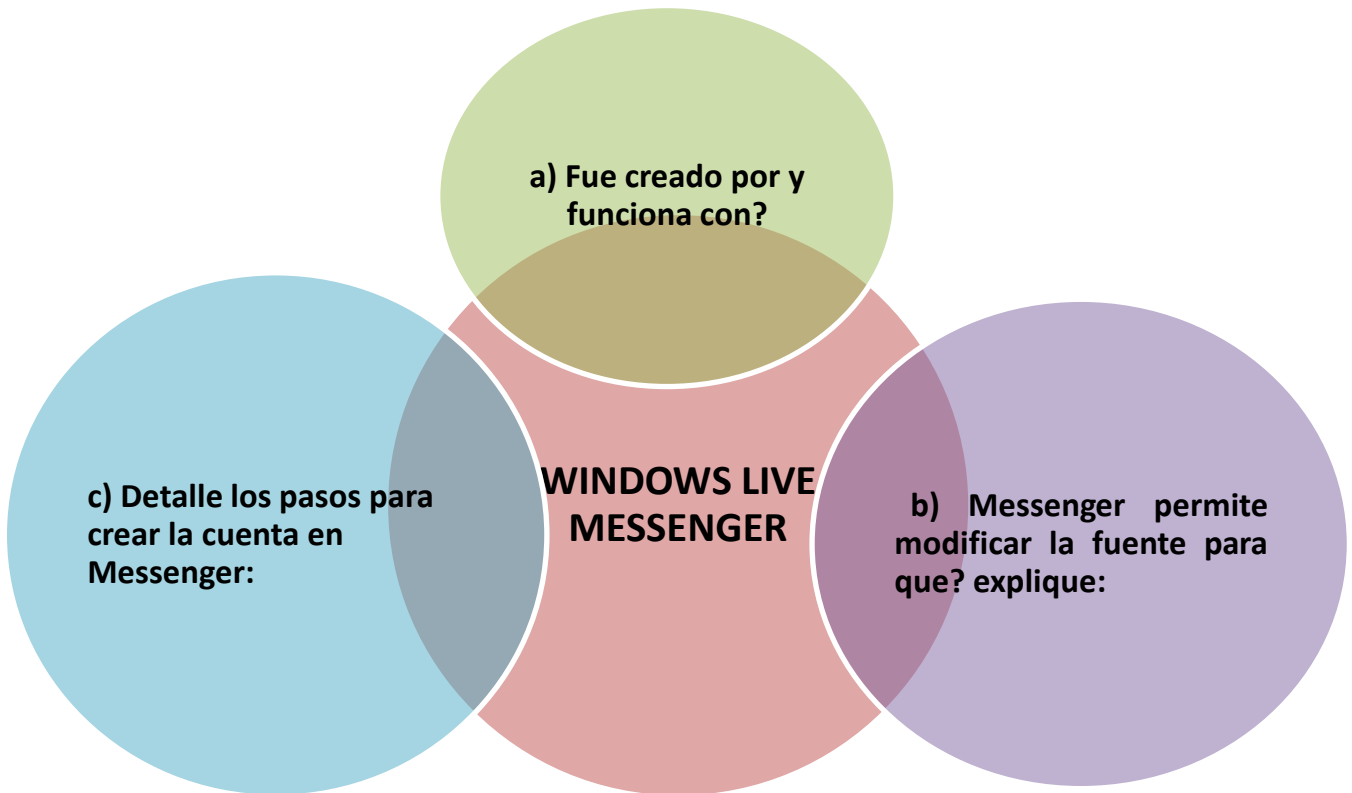 a) Fue creado por y
funciona con?
WINDOWS LIVE
MESSENGER
b) Messenger permite
modificar la fuente para
que? explique:
c) Detalle los pasos para
crear la cuenta en
Messenger: